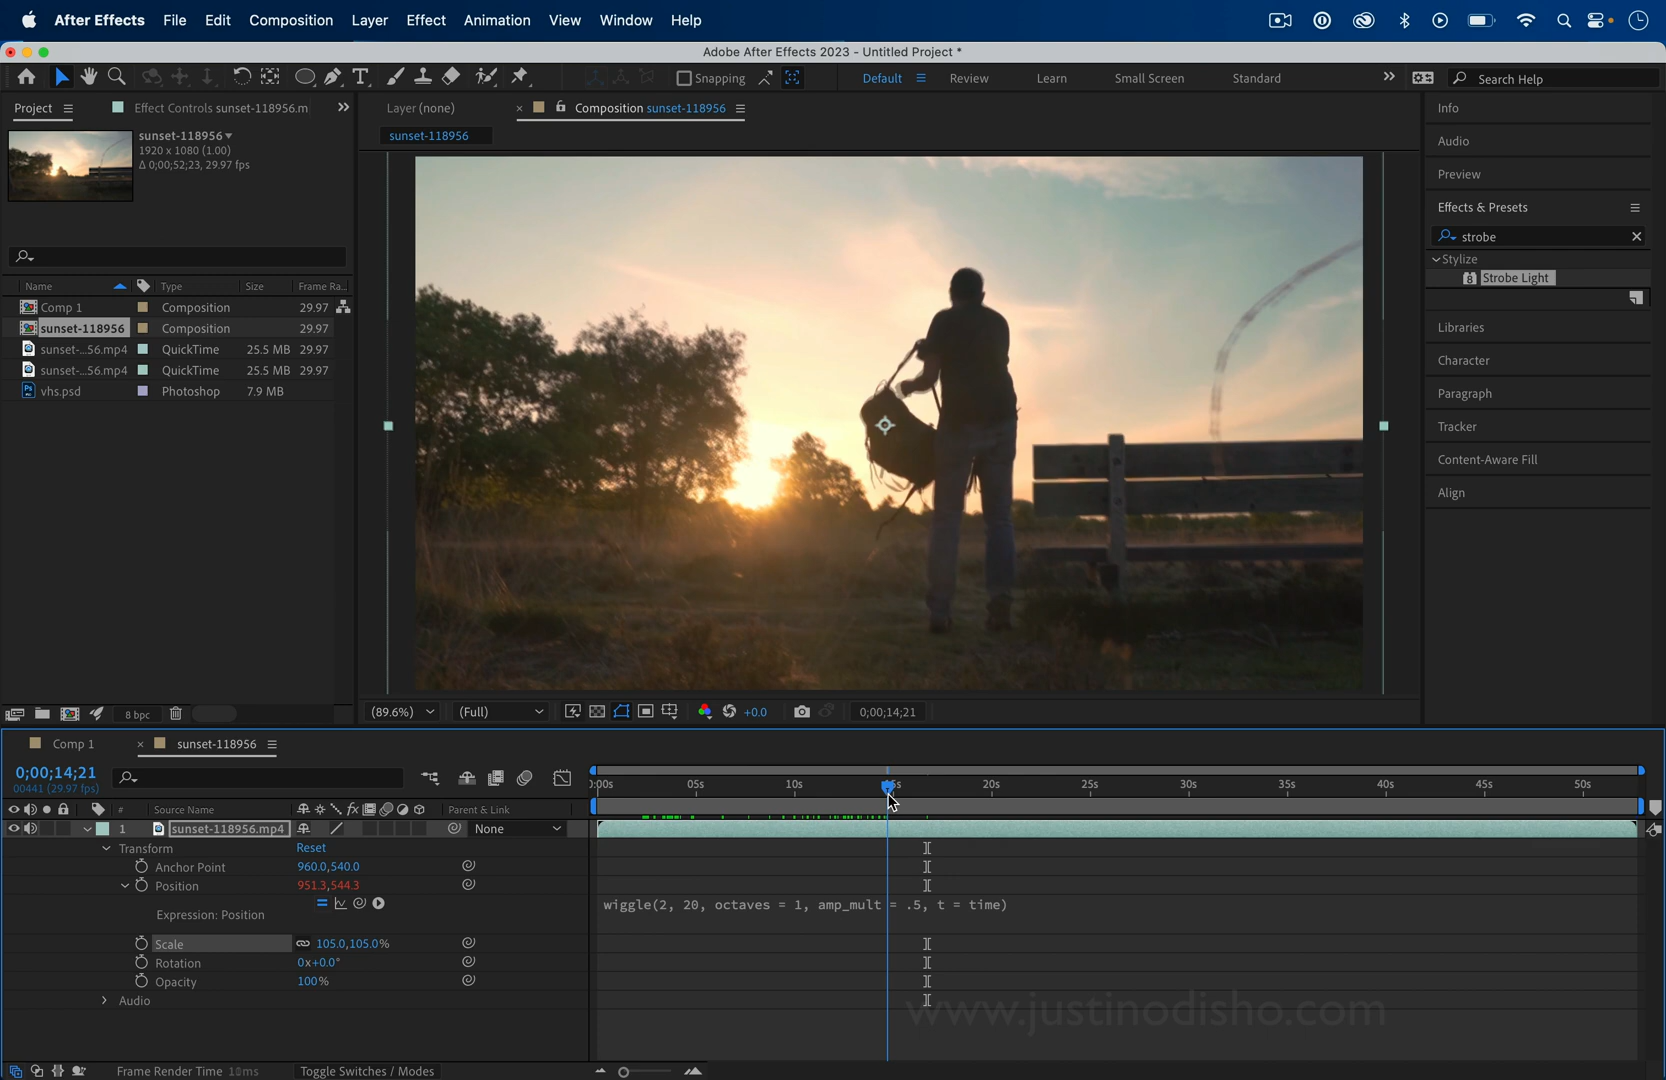 After Effects File Edit Composition Layer Effect Animation View Window Help
Adobe After Effects 2023 - Untitled Project *
Snapping Default Review Learn Small Screen Standard Search Help
Project Effect Controls sunset-118956.m
Layer (none) Composition sunset-118956
sunset-118956
sunset-118956
1920 x 1080 (1.00)
Δ 0;00;52;23, 29.97 fps
Name Type Size Frame Ra...
Comp 1 Composition 29.97
sunset-118956 Composition 29.97
sunset-...56.mp4 QuickTime 25.5 MB 29.97
sunset-...56.mp4 QuickTime 25.5 MB 29.97
vhs.psd Photoshop 7.9 MB
8 bpc
(89.6%) (Full) +0.0 0;00;14;21
Info
Audio
Preview
Effects & Presets
strobe
Stylize
8 Strobe Light
Libraries
Character
Paragraph
Tracker
Content-Aware Fill
Align
Comp 1 sunset-118956
0;00;14;21
00441 (29.97 fps)
05s 10s 20s 25s 30s 35s 40s 45s 50s
# Source Name Parent & Link
1 sunset-118956.mp4 None
Transform Reset
Anchor Point 960.0,540.0
Position 951.3,544.3
Expression: Position wiggle(2, 20, octaves = 1, amp_mult = .5, t = time)
Scale 105.0,105.0%
Rotation 0x+0.0°
Opacity 100%
Audio
www.justinodisho.com
Frame Render Time Toggle Switches / Modes